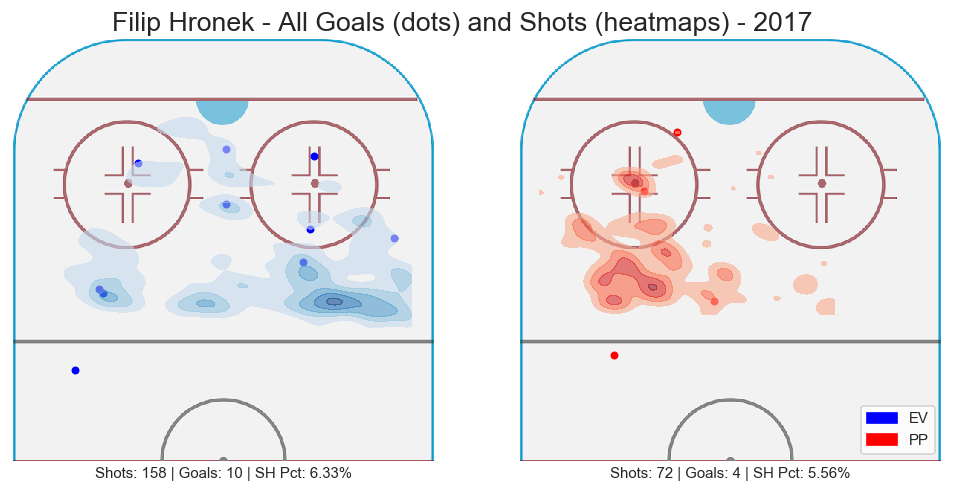 Filip Hronek - All Goals (dots) and Shots (heatmaps) - 2017
EV
PP
Shots: 158 | Goals: 10 | SH Pct: 6.33%
Shots: 72 | Goals: 4 | SH Pct: 5.56%